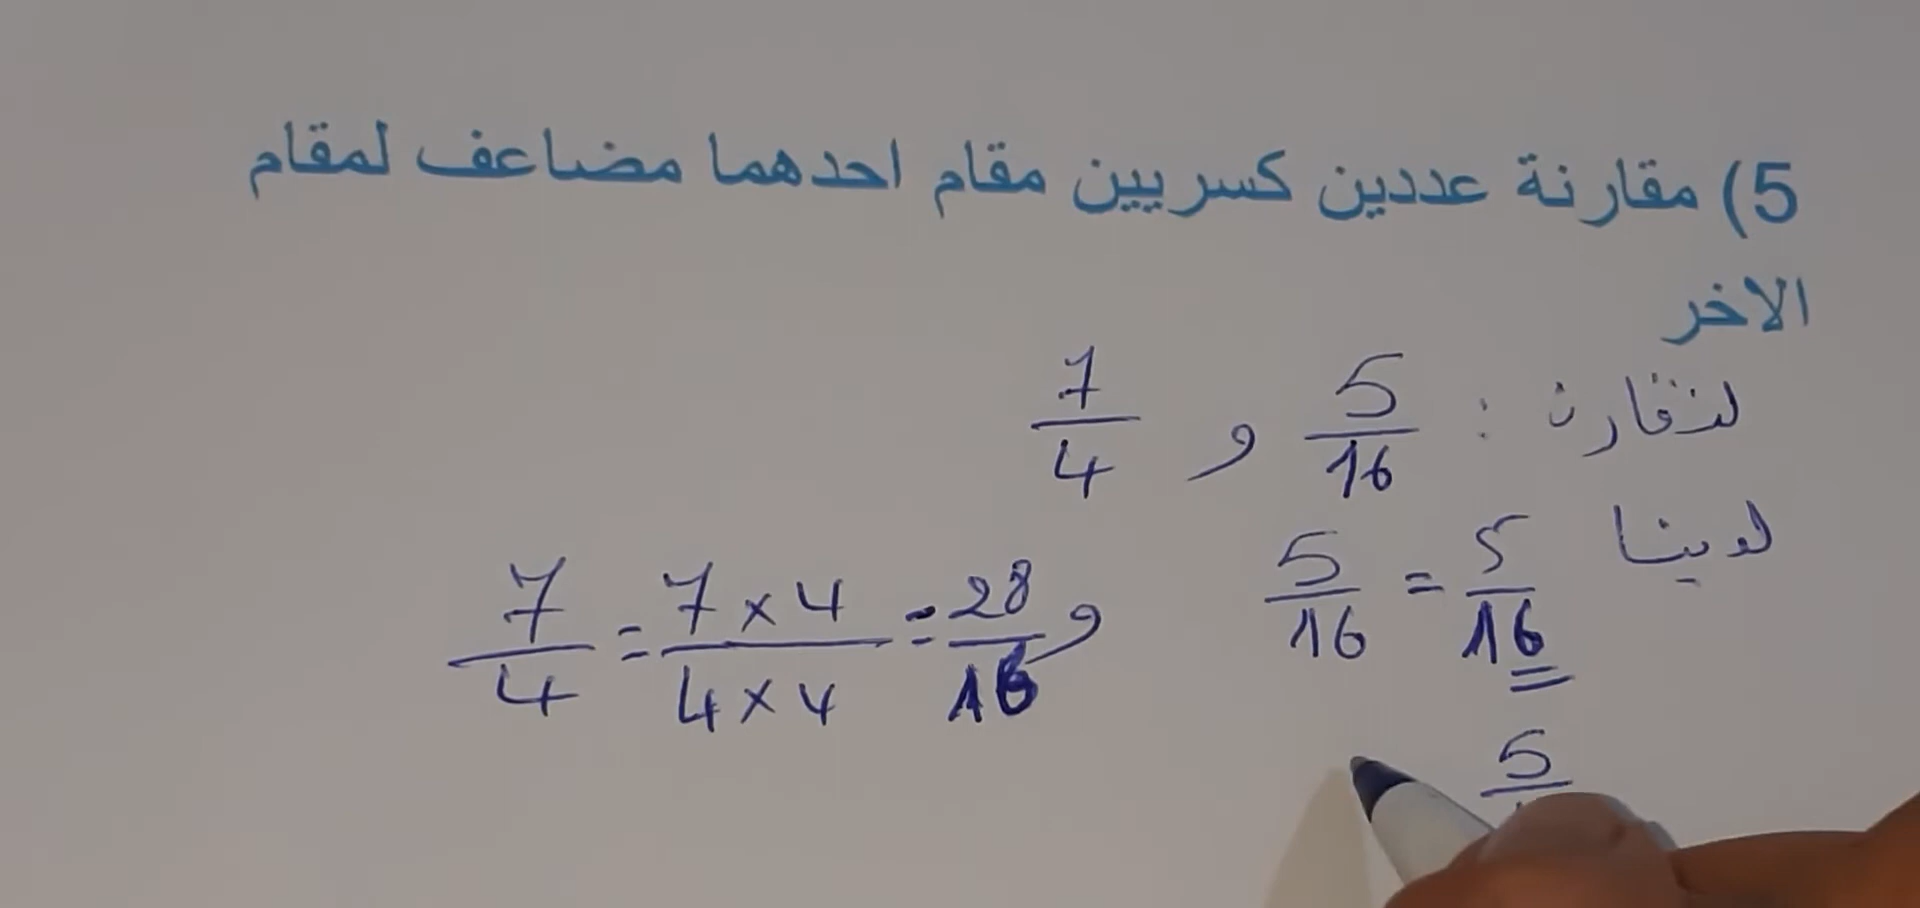 5) مقارنة عددين كسريين مقام احدهما مضاعف لمقام
الاخر
لنقارن : 5/16 و 7/4
لدينا 5/16 = 5/16 و 7/4 = 7×4/4×4 = 28/16
5